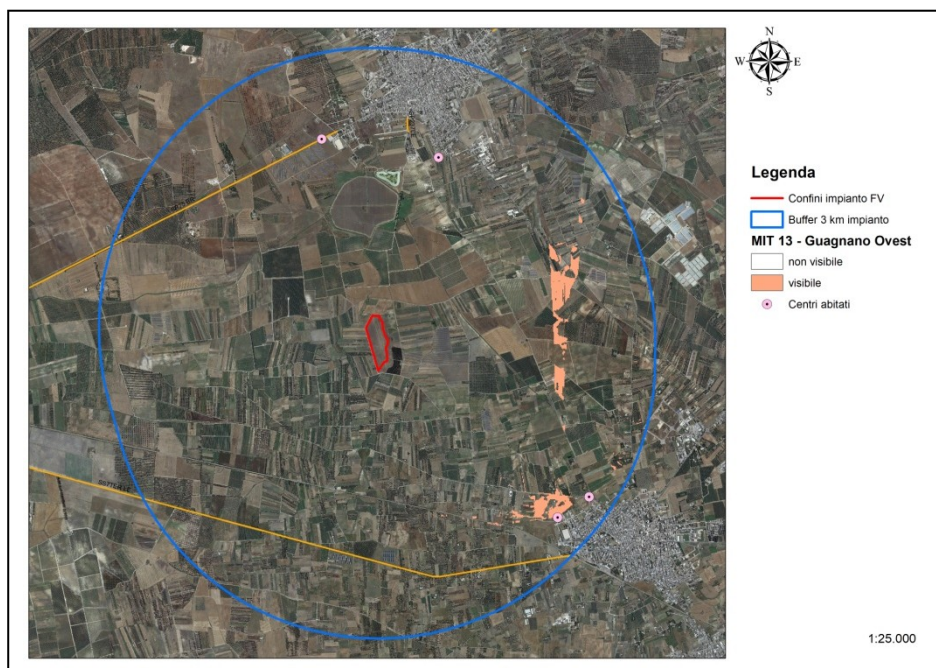 N
W
E
S
Legenda
Confini impianto FV
Buffer 3 km impianto
MIT 13 - Guagnano Ovest
non visibile
visibile
Centri abitati
1:25.000